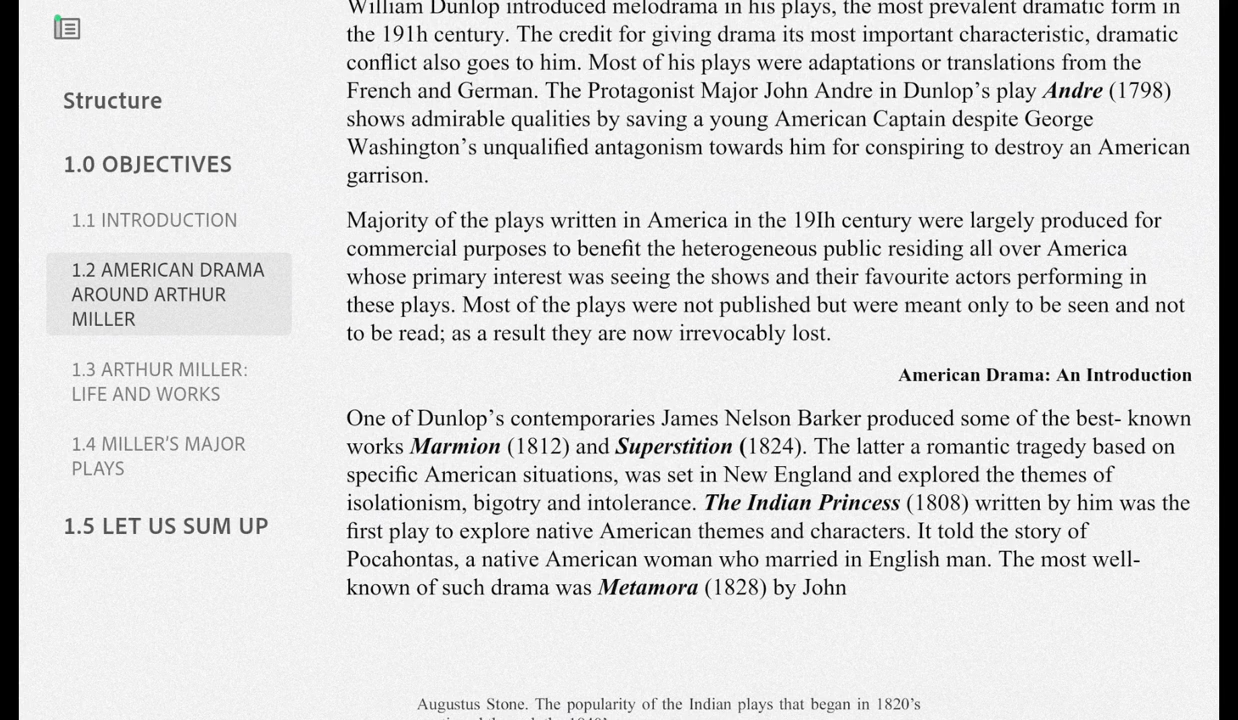 Structure
1.0 OBJECTIVES
1.1 INTRODUCTION
1.2 AMERICAN DRAMA
AROUND ARTHUR
MILLER
1.3 ARTHUR MILLER:
LIFE AND WORKS
1.4 MILLER'S MAJOR
PLAYS
1.5 LET US SUM UP
William Dunlop introduced melodrama in his plays, the most prevalent dramatic form in
the 191h century. The credit for giving drama its most important characteristic, dramatic
conflict also goes to him. Most of his plays were adaptations or translations from the
French and German. The Protagonist Major John Andre in Dunlop's play Andre (1798)
shows admirable qualities by saving a young American Captain despite George
Washington's unqualified antagonism towards him for conspiring to destroy an American
garrison.
Majority of the plays written in America in the 19Ih century were largely produced for
commercial purposes to benefit the heterogeneous public residing all over America
whose primary interest was seeing the shows and their favourite actors performing in
these plays. Most of the plays were not published but were meant only to be seen and not
to be read; as a result they are now irrevocably lost.
American Drama: An Introduction
One of Dunlop's contemporaries James Nelson Barker produced some of the best- known
works Marmion (1812) and Superstition (1824). The latter a romantic tragedy based on
specific American situations, was set in New England and explored the themes of
isolationism, bigotry and intolerance. The Indian Princess (1808) written by him was the
first play to explore native American themes and characters. It told the story of
Pocahontas, a native American woman who married in English man. The most well-
known of such drama was Metamora (1828) by John
Augustus Stone. The popularity of the Indian plays that began in 1820's